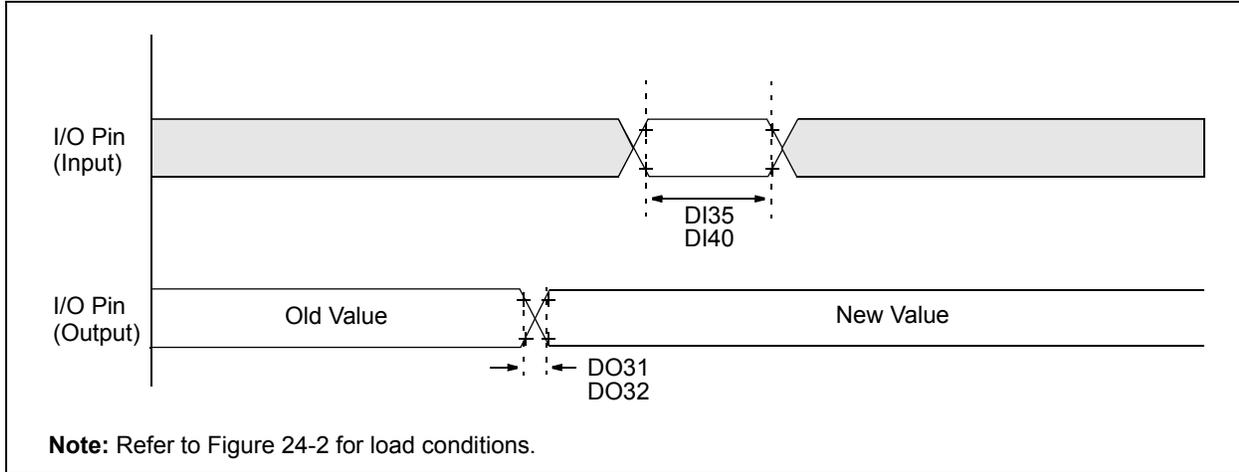 I/O Pin
(Input)
DI35
DI40
I/O Pin
(Output)
Old Value
New Value
DO31
DO32
Note: Refer to Figure 24-2 for load conditions.